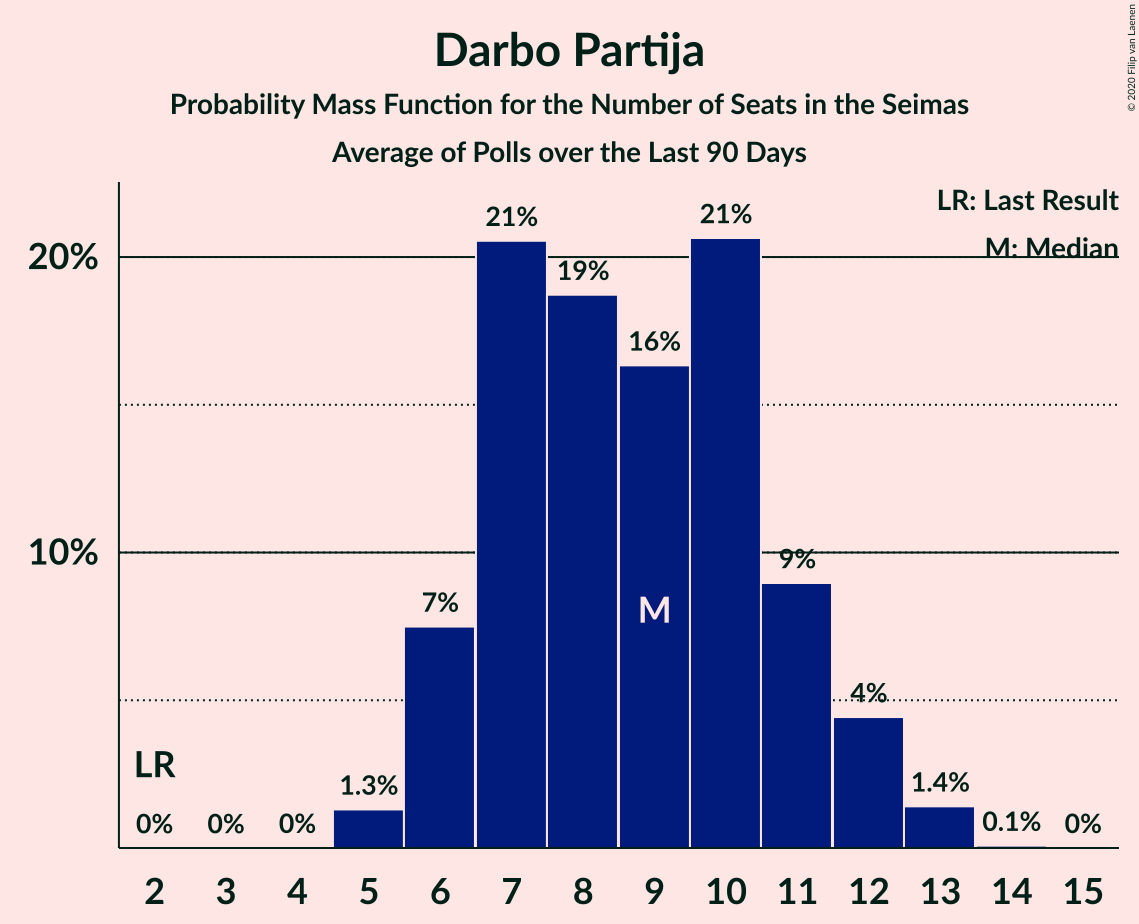 Darbo Partija
Probability Mass Function for the Number of Seats in the Seimas
Average of Polls over the Last 90 Days
© 2020 Filip van Laenen
LR: Last Result
M: Median
20%
10%
LR
0%
0%
0%
1.3%
7%
21%
19%
16%
M
21%
9%
4%
1.4%
0.1%
0%
2 3 4 5 6 7 8 9 10 11 12 13 14 15